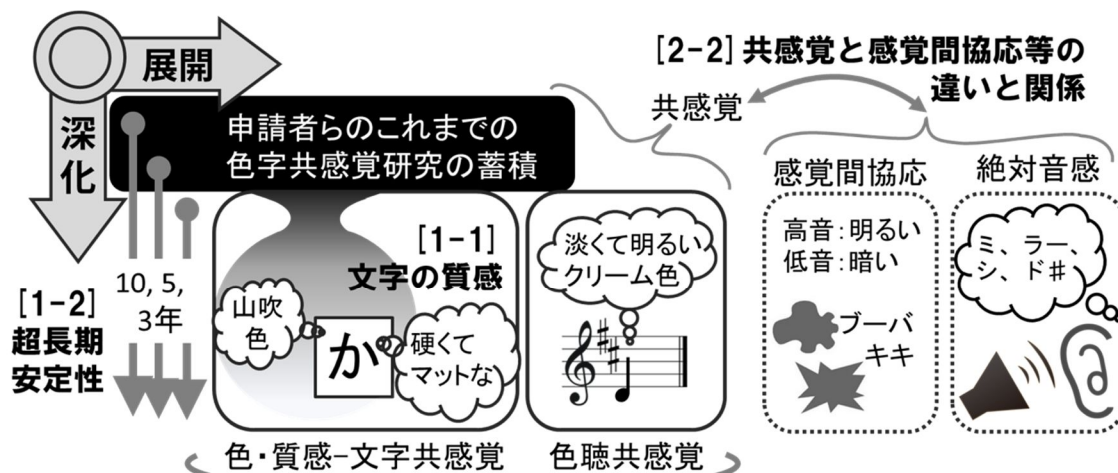 展開
深化
申請者らのこれまでの
色字共感覚研究の蓄積
[2-2] 共感覚と感覚間協応等の
違いと関係
共感覚
感覚間協応
絶対音感
[1-2]
超長期
安定性
10, 5,
3年
[1-1]
文字の質感
山吹
色
か
硬くて
マットな
淡くて明るい
クリーム色
高音：明るい
低音：暗い
ブーバ
キキ
ミ、ラー、
シ、ド♯
色・質感−文字共感覚
色聴共感覚